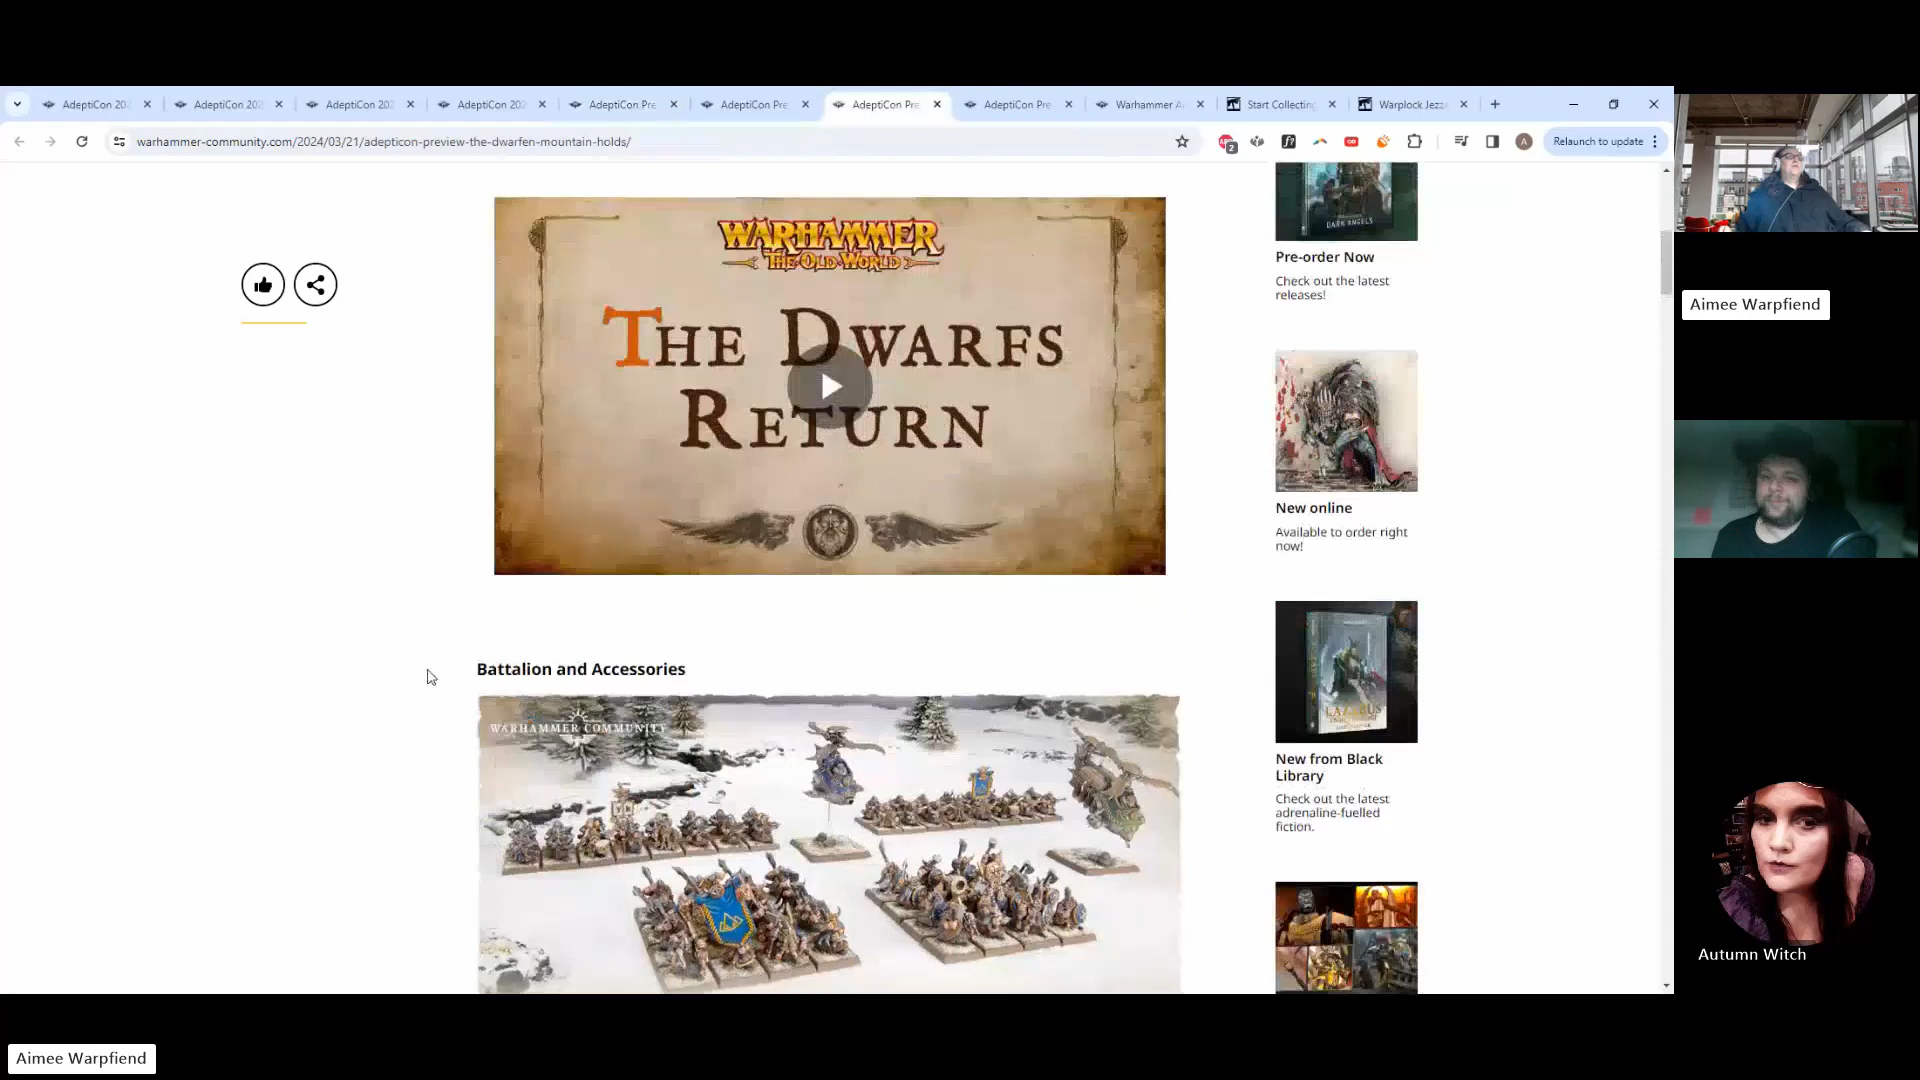 AdeptiCon 20
AdeptiCon 202
AdeptiCon 202
AdeptiCon 202
AdeptiCon Pre
AdeptiCon Pre
AdeptiCon Pre
AdeptiCon Pre
Warhammer A
Start Collecting
Warplock Jezz
warhammer-community.com/2024/03/21/adepticon-preview-the-dwarfen-mountain-holds/
2
A
Relaunch to update
WARHAMMER
THE OLD WORLD
THE DWARFS
RETURN
Battalion and Accessories
WARHAMMER COMMUNITY
DARK ANGELS
Pre-order Now
Check out the latest
releases!
New online
Available to order right
now!
LAZARUS
New from Black
Library
Check out the latest
adrenaline-fuelled
fiction.
Aimee Warpfiend
Autumn Witch
Aimee Warpfiend